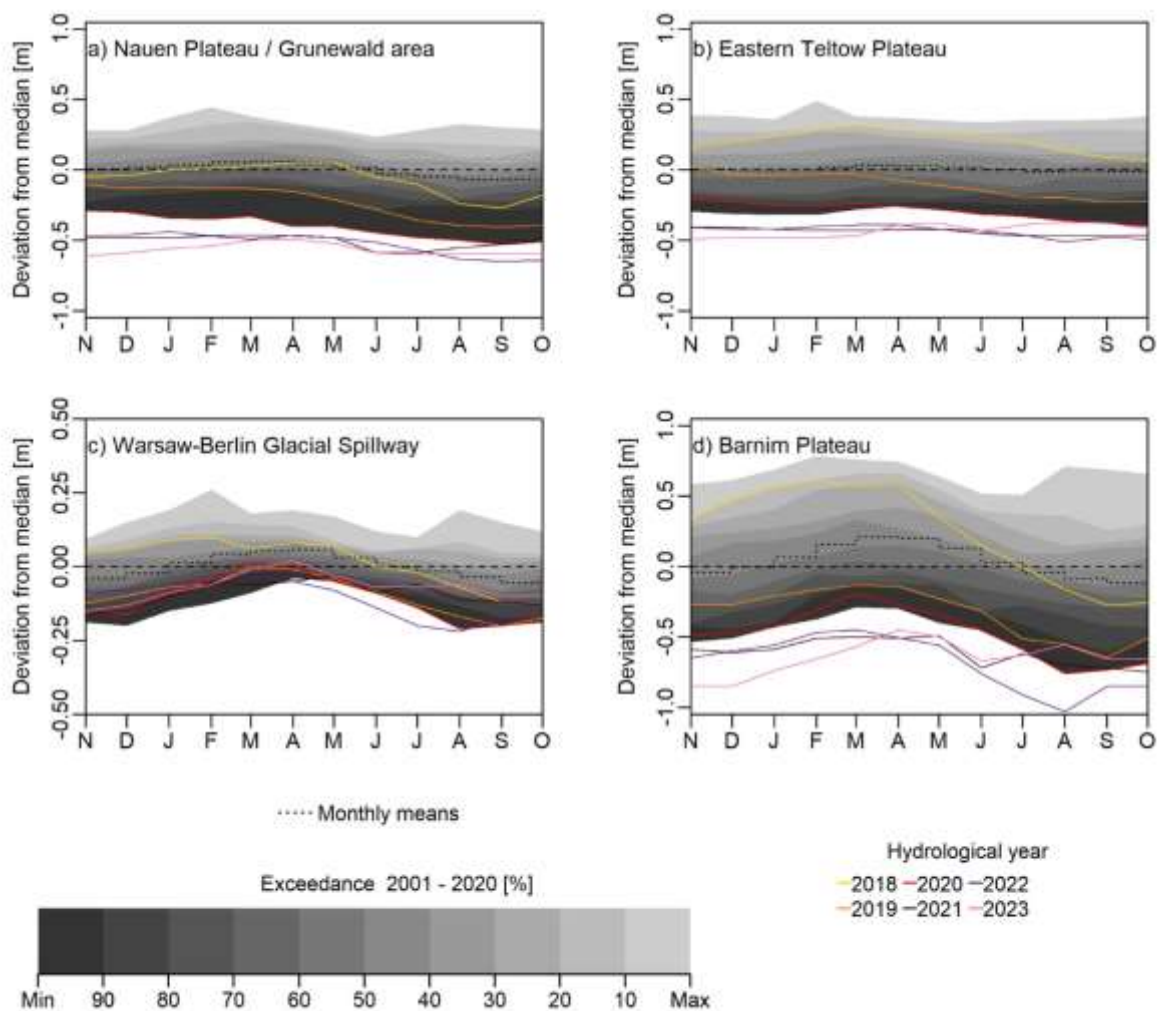 a) Nauen Plateau / Grunewald area
Deviation from median [m]
1.0
0.5
0.0
-0.5
-1.0
N D J F M A M J J A S O
b) Eastern Teltow Plateau
Deviation from median [m]
1.0
0.5
0.0
-0.5
-1.0
N D J F M A M J J A S O
c) Warsaw-Berlin Glacial Spillway
Deviation from median [m]
0.50
0.25
0.00
-0.25
-0.50
N D J F M A M J J A S O
d) Barnim Plateau
Deviation from median [m]
1.0
0.5
0.0
-0.5
-1.0
N D J F M A M J J A S O
Monthly means
Exceedance 2001 - 2020 [%]
Min 90 80 70 60 50 40 30 20 10 Max
Hydrological year
2018 2020 2022
2019 2021 2023